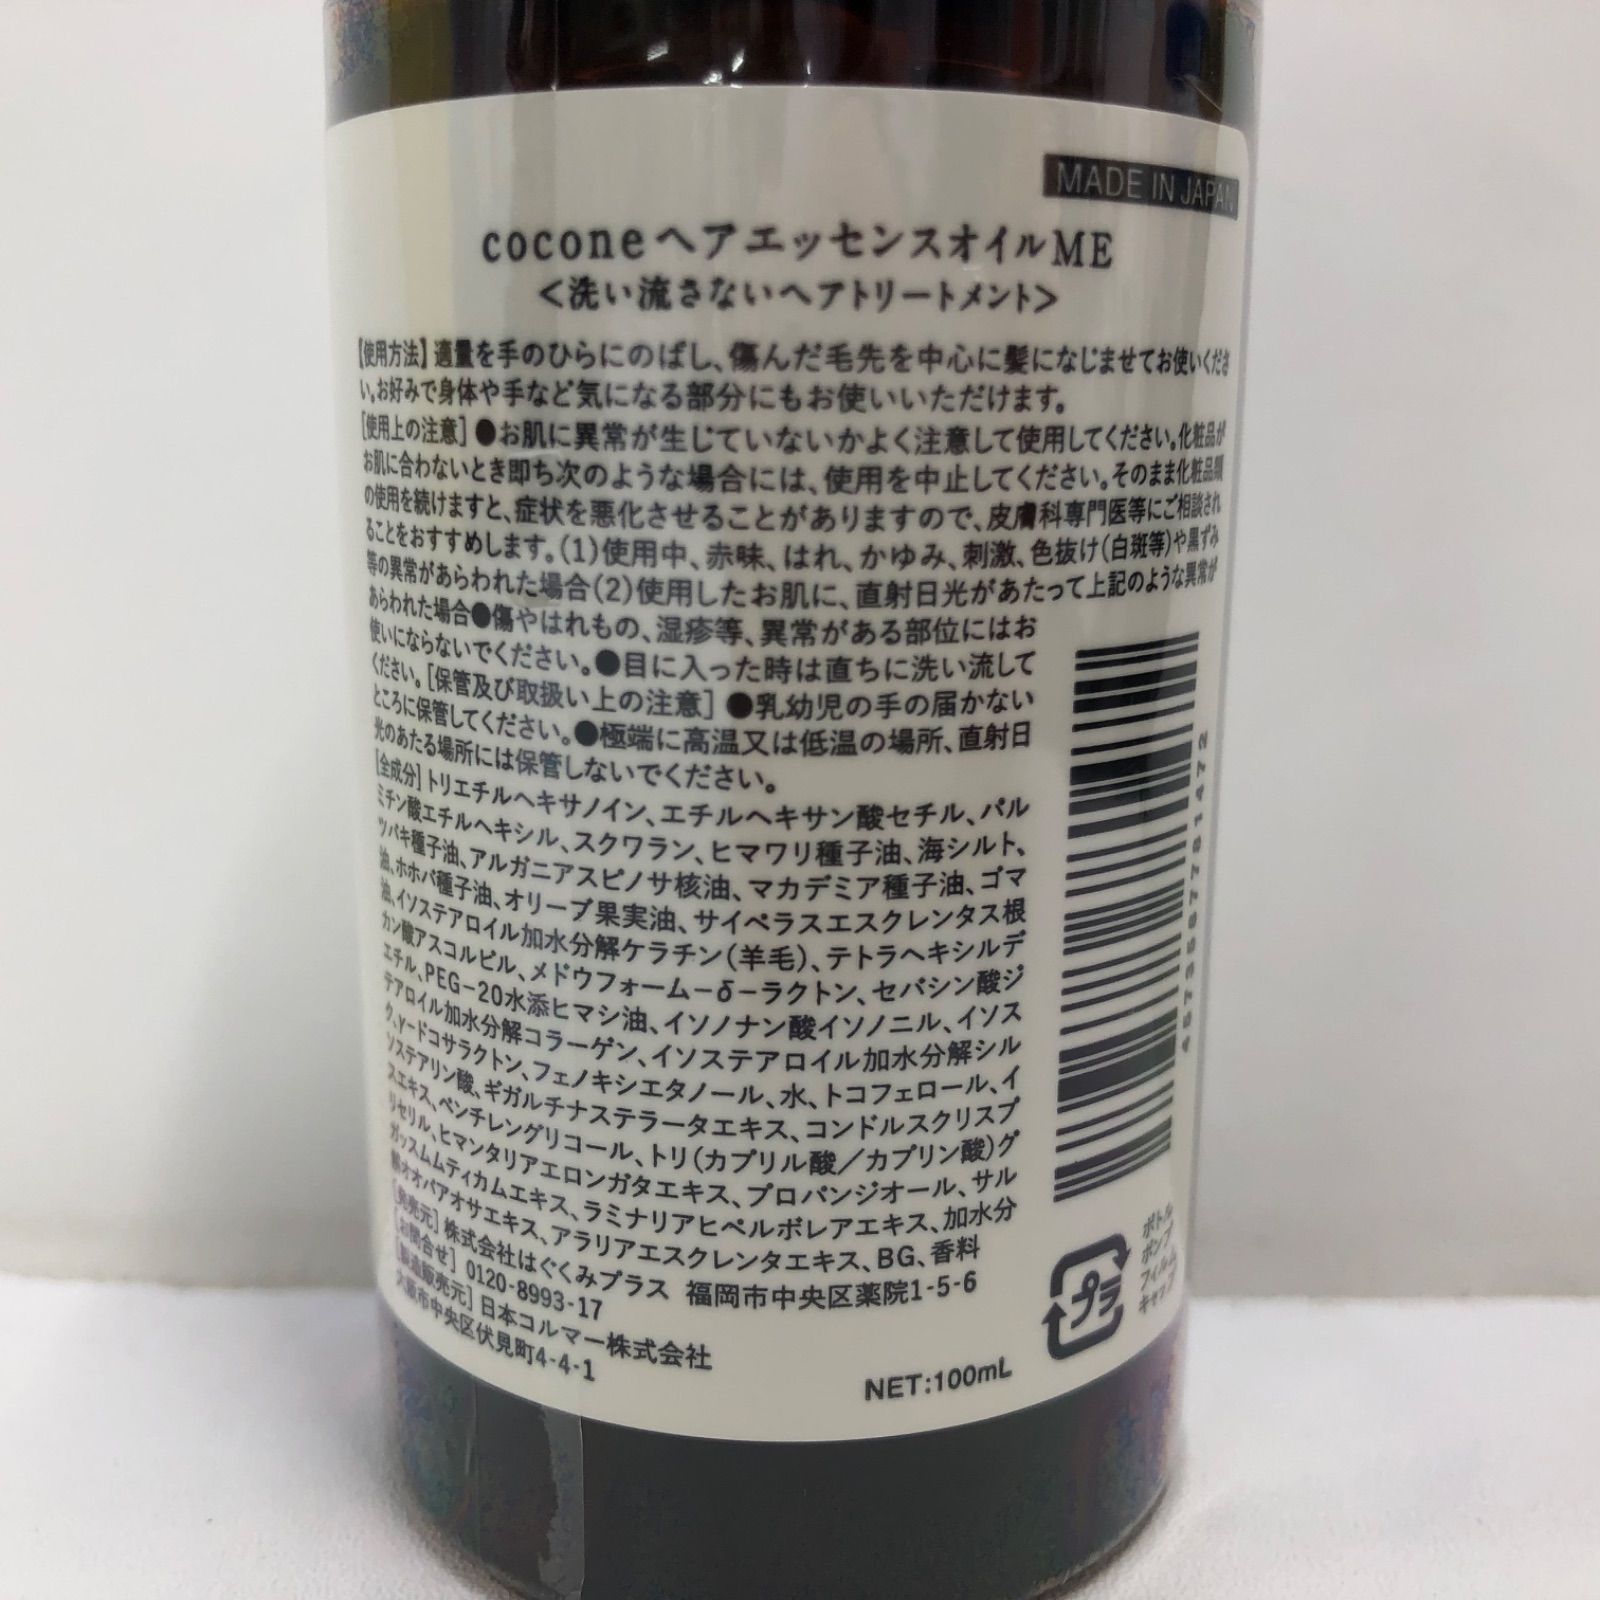 MADE IN JAPAN
cocone ヘアエッセンスオイルME
<洗い流さないヘアトリートメント>
【使用方法】適量を手のひらにのばし、傷んだ毛先を中心に髪になじませてお使いくださ
い。お好みで身体や手など気になる部分にもお使いいただけます。
[使用上の注意]●お肌に異常が生じていないかよく注意して使用してください。化粧品が
お肌に合わないとき即ち次のような場合には、使用を中止してください。そのまま化粧品類
の使用を続けますと、症状を悪化させることがありますので、皮膚科専門医等にご相談され
ることをおすすめします。(1)使用中、赤味、はれ、かゆみ、刺激、色抜け(白斑等)や黒ずみ
等の異常があらわれた場合(2)使用したお肌に、直射日光があたって上記のような異常が
あらわれた場合●傷やはれもの、湿疹等、異常がある部位にはお
使いにならないでください。●目に入った時は直ちに洗い流して
ください。[保管及び取扱い上の注意]●乳幼児の手の届かない
ところに保管してください。●極端に高温又は低温の場所、直射日
光のあたる場所には保管しないでください。
[全成分]トリエチルヘキサノイン、エチルヘキサン酸セチル、パル
ミチン酸エチルヘキシル、スクワラン、ヒマワリ種子油、海シルト、
ツバキ種子油、アルガニアスピノサ核油、マカデミア種子油、ゴマ
油、ホホバ種子油、オリーブ果実油、サイペラスエスクレンタス根
油、イソステアロイル加水分解ケラチン(羊毛)、テトラヘキシルデ
カン酸アスコルビル、メドウフォーム-δ-ラクトン、セバシン酸ジ
エチル、PEG-20水添ヒマシ油、イソノナン酸イソノニル、イソス
テアロイル加水分解コラーゲン、イソステアロイル加水分解シル
ク、γ-ドコサラクトン、フェノキシエタノール、水、トコフェロール、イ
ソステアリン酸、ギガルチナステラータエキス、コンドルスクリスプ
スエキス、ペンチレングリコール、トリ(カプリル酸/カプリン酸)グ
リセリル、ヒマンタリアエロンガタエキス、プロパンジオール、サル
ガッスムムティカムエキス、ラミナリアヒペルボレアエキス、加水分
解オオバアオサエキス、アラリアエスクレンタエキス、BG、香料
[発売元]株式会社はぐくみプラス 福岡市中央区薬院1-5-6
[お問合せ]0120-8993-17
[製造販売元]日本コルマー株式会社
大阪市中央区伏見町4-4-1
NET:100mL
プラ
ボトル
ポンプ
フィルム
キャップ